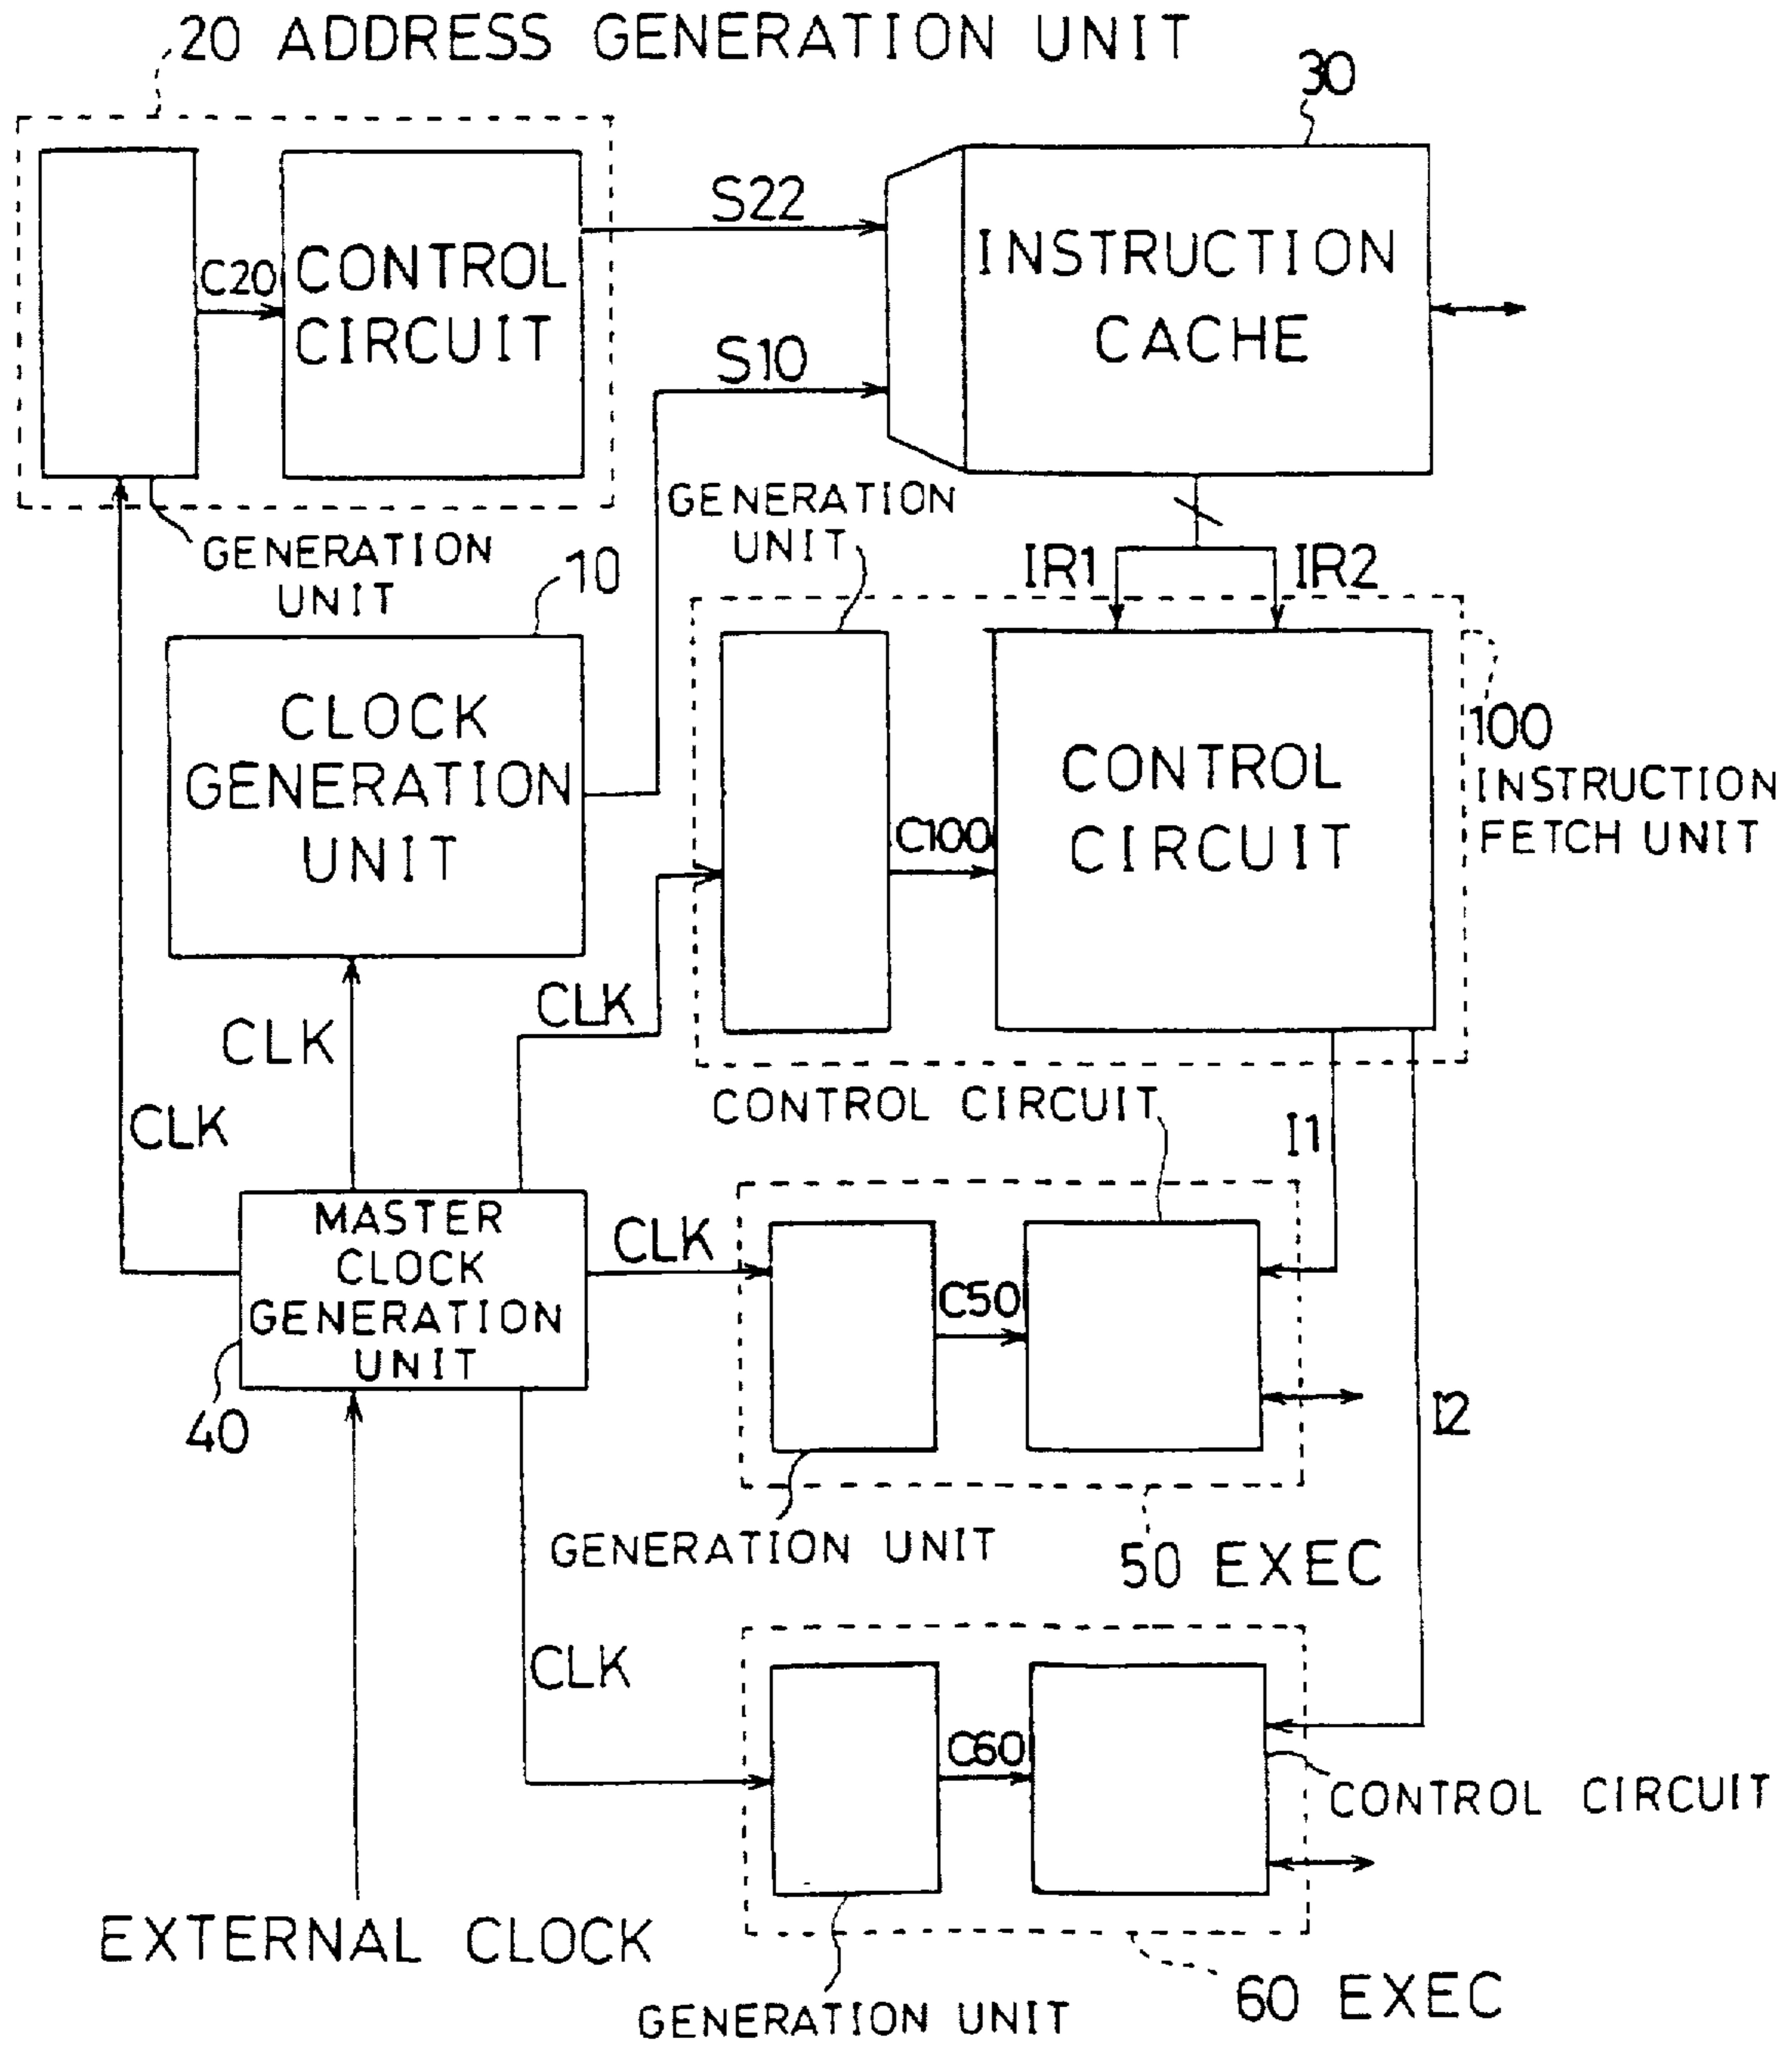 20 ADDRESS GENERATION UNIT
30
C20
CONTROL
CIRCUIT
S22
S10
INSTRUCTION
CACHE
GENERATION
UNIT
GENERATION
UNIT
IR1
IR2
10
CLOCK
GENERATION
UNIT
C100
CONTROL
CIRCUIT
100
INSTRUCTION
FETCH UNIT
CLK
CLK
CLK
CONTROL CIRCUIT
I1
MASTER
CLOCK
GENERATION
UNIT
40
CLK
C50
I2
GENERATION UNIT
50 EXEC
CLK
C60
CONTROL CIRCUIT
EXTERNAL CLOCK
GENERATION UNIT
60 EXEC